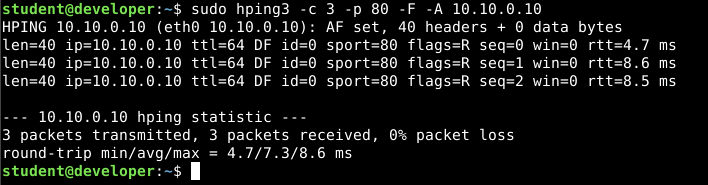 student@developer:~$ sudo hping3 -c 3 -p 80 -F -A 10.10.0.10
HPING 10.10.0.10 (eth0 10.10.0.10): AF set, 40 headers + 0 data bytes
len=40 ip=10.10.0.10 ttl=64 DF id=0 sport=80 flags=R seq=0 win=0 rtt=4.7 ms
len=40 ip=10.10.0.10 ttl=64 DF id=0 sport=80 flags=R seq=1 win=0 rtt=8.6 ms
len=40 ip=10.10.0.10 ttl=64 DF id=0 sport=80 flags=R seq=2 win=0 rtt=8.5 ms
--- 10.10.0.10 hping statistic ---
3 packets transmitted, 3 packets received, 0% packet loss
round-trip min/avg/max = 4.7/7.3/8.6 ms
student@developer:~$